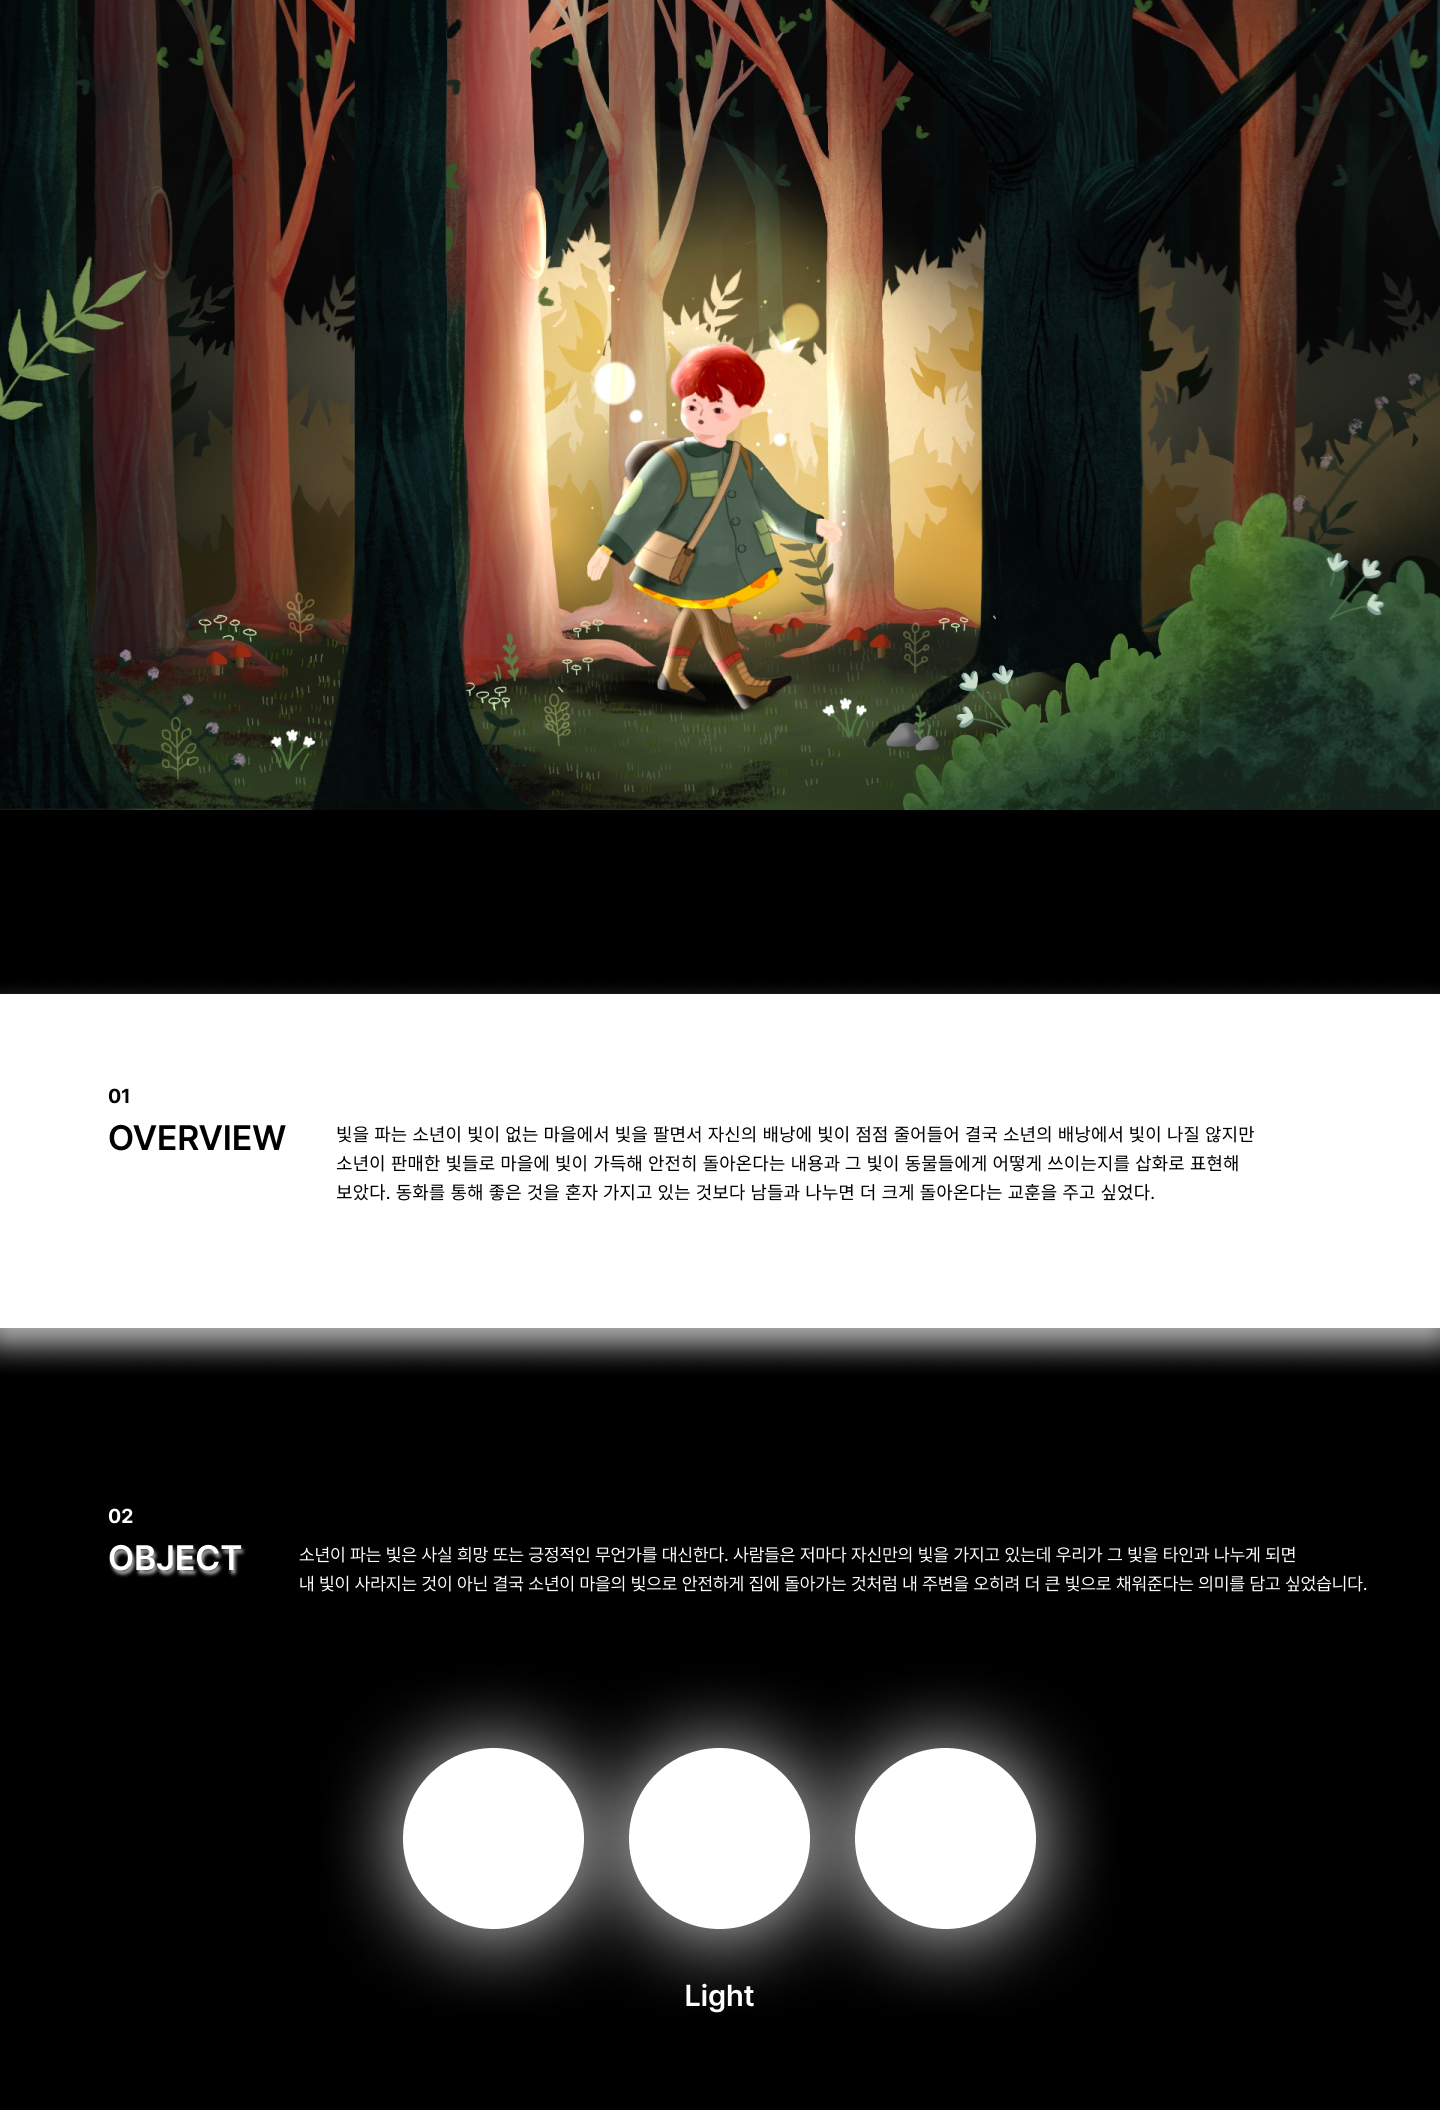 01
OVERVIEW
빛을 파는 소년이 빛이 없는 마을에서 빛을 팔면서 자신의 배낭에 빛이 점점 줄어들어 결국 소년의 배낭에서 빛이 나질 않지만
소년이 판매한 빛들로 마을에 빛이 가득해 안전히 돌아온다는 내용과 그 빛이 동물들에게 어떻게 쓰이는지를 삽화로 표현해
보았다. 동화를 통해 좋은 것을 혼자 가지고 있는 것보다 남들과 나누면 더 크게 돌아온다는 교훈을 주고 싶었다.
02
OBJECT
소년이 파는 빛은 사실 희망 또는 긍정적인 무언가를 대신한다. 사람들은 저마다 자신만의 빛을 가지고 있는데 우리가 그 빛을 타인과 나누게 되면
내 빛이 사라지는 것이 아닌 결국 소년이 마을의 빛으로 안전하게 집에 돌아가는 것처럼 내 주변을 오히려 더 큰 빛으로 채워준다는 의미를 담고 싶었습니다.
Light